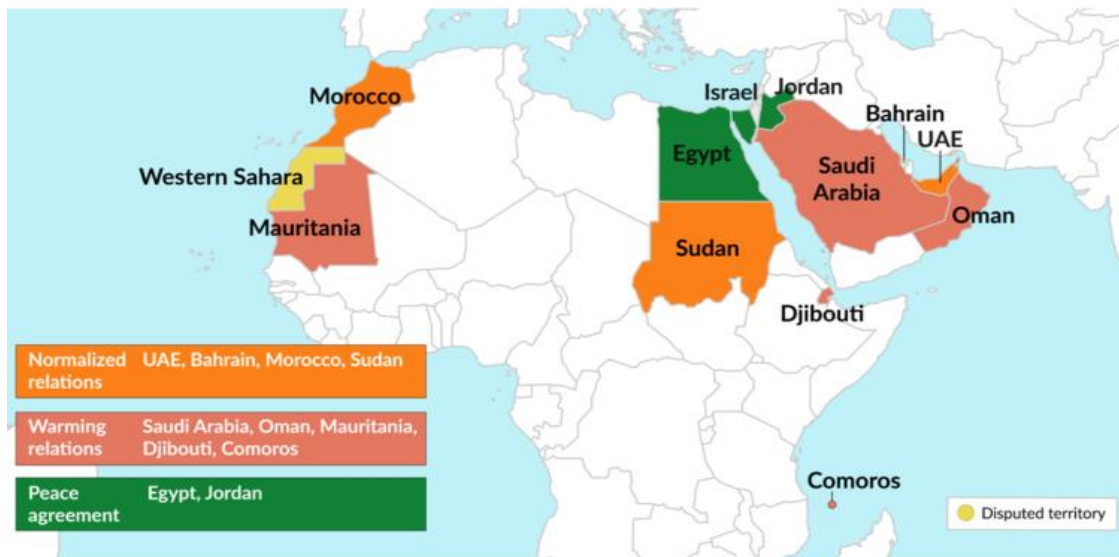 Morocco
Western Sahara
Mauritania
Israel
Jordan
Bahrain
UAE
Egypt
Saudi
Arabia
Oman
Sudan
Djibouti
Comoros
Normalized UAE, Bahrain, Morocco, Sudan
relations
Warming Saudi Arabia, Oman, Mauritania,
relations Djibouti, Comoros
Peace Egypt, Jordan
agreement
Disputed territory